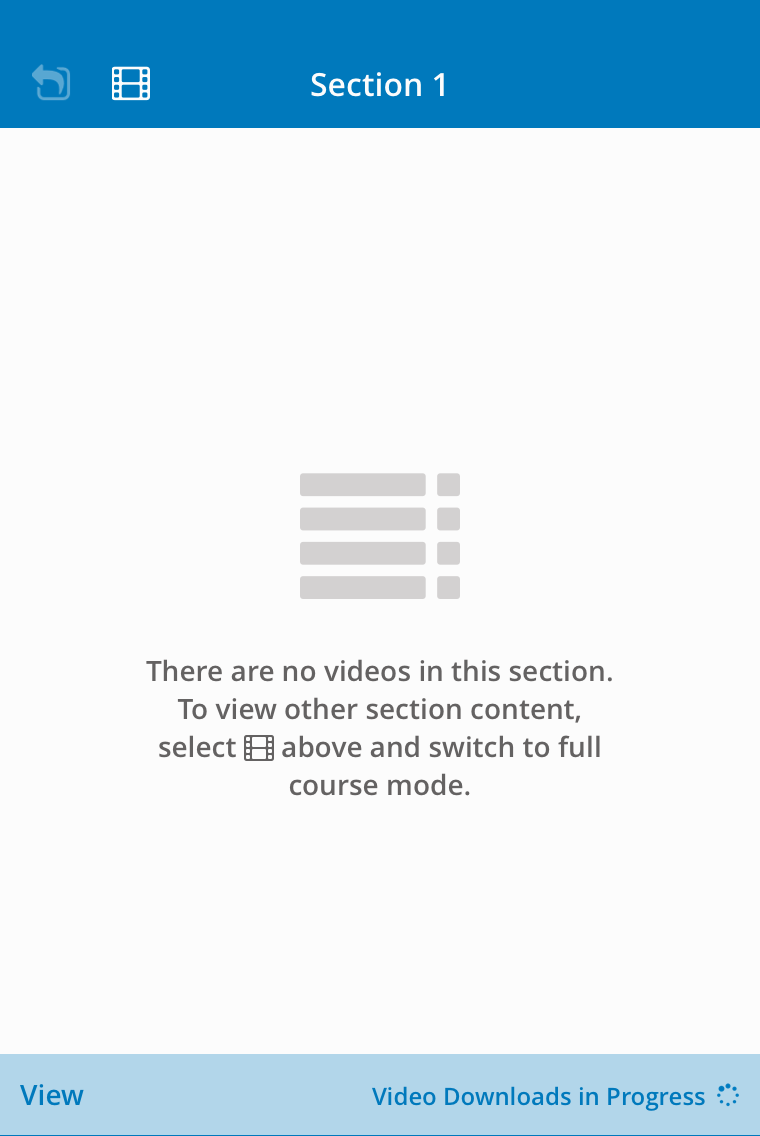 Section 1
There are no videos in this section.
To view other section content,
select above and switch to full
course mode.
View
Video Downloads in Progress